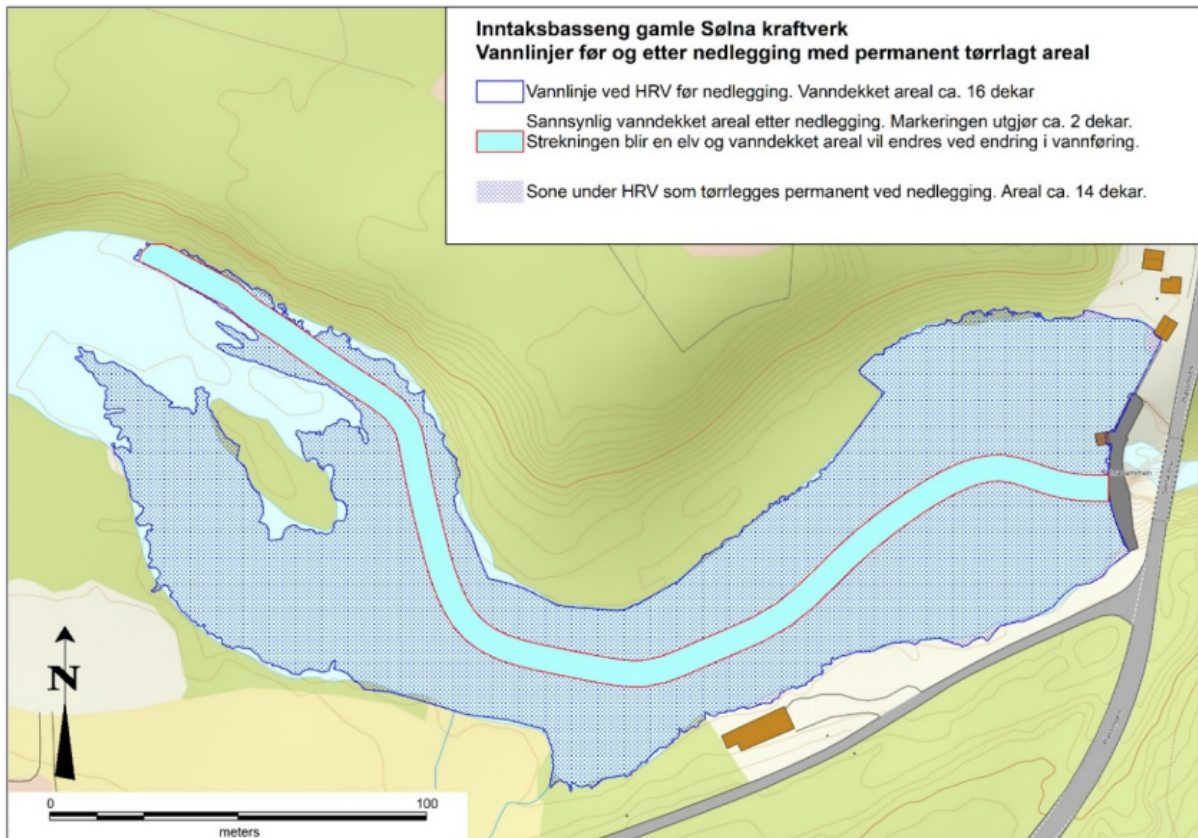 Inntaksbasseng gamle Sølna kraftverk
Vannlinjer før og etter nedlegging med permanent tørrlagt areal
Vannlinje ved HRV før nedlegging. Vanndekket areal ca. 16 dekar
Sannsynlig vanndekket areal etter nedlegging. Markeringen utgjør ca. 2 dekar.
Strekningen blir en elv og vanndekket areal vil endres ved endring i vannføring.
Sone under HRV som tørrlegges permanent ved nedlegging. Areal ca. 14 dekar.
N
0 100
meters